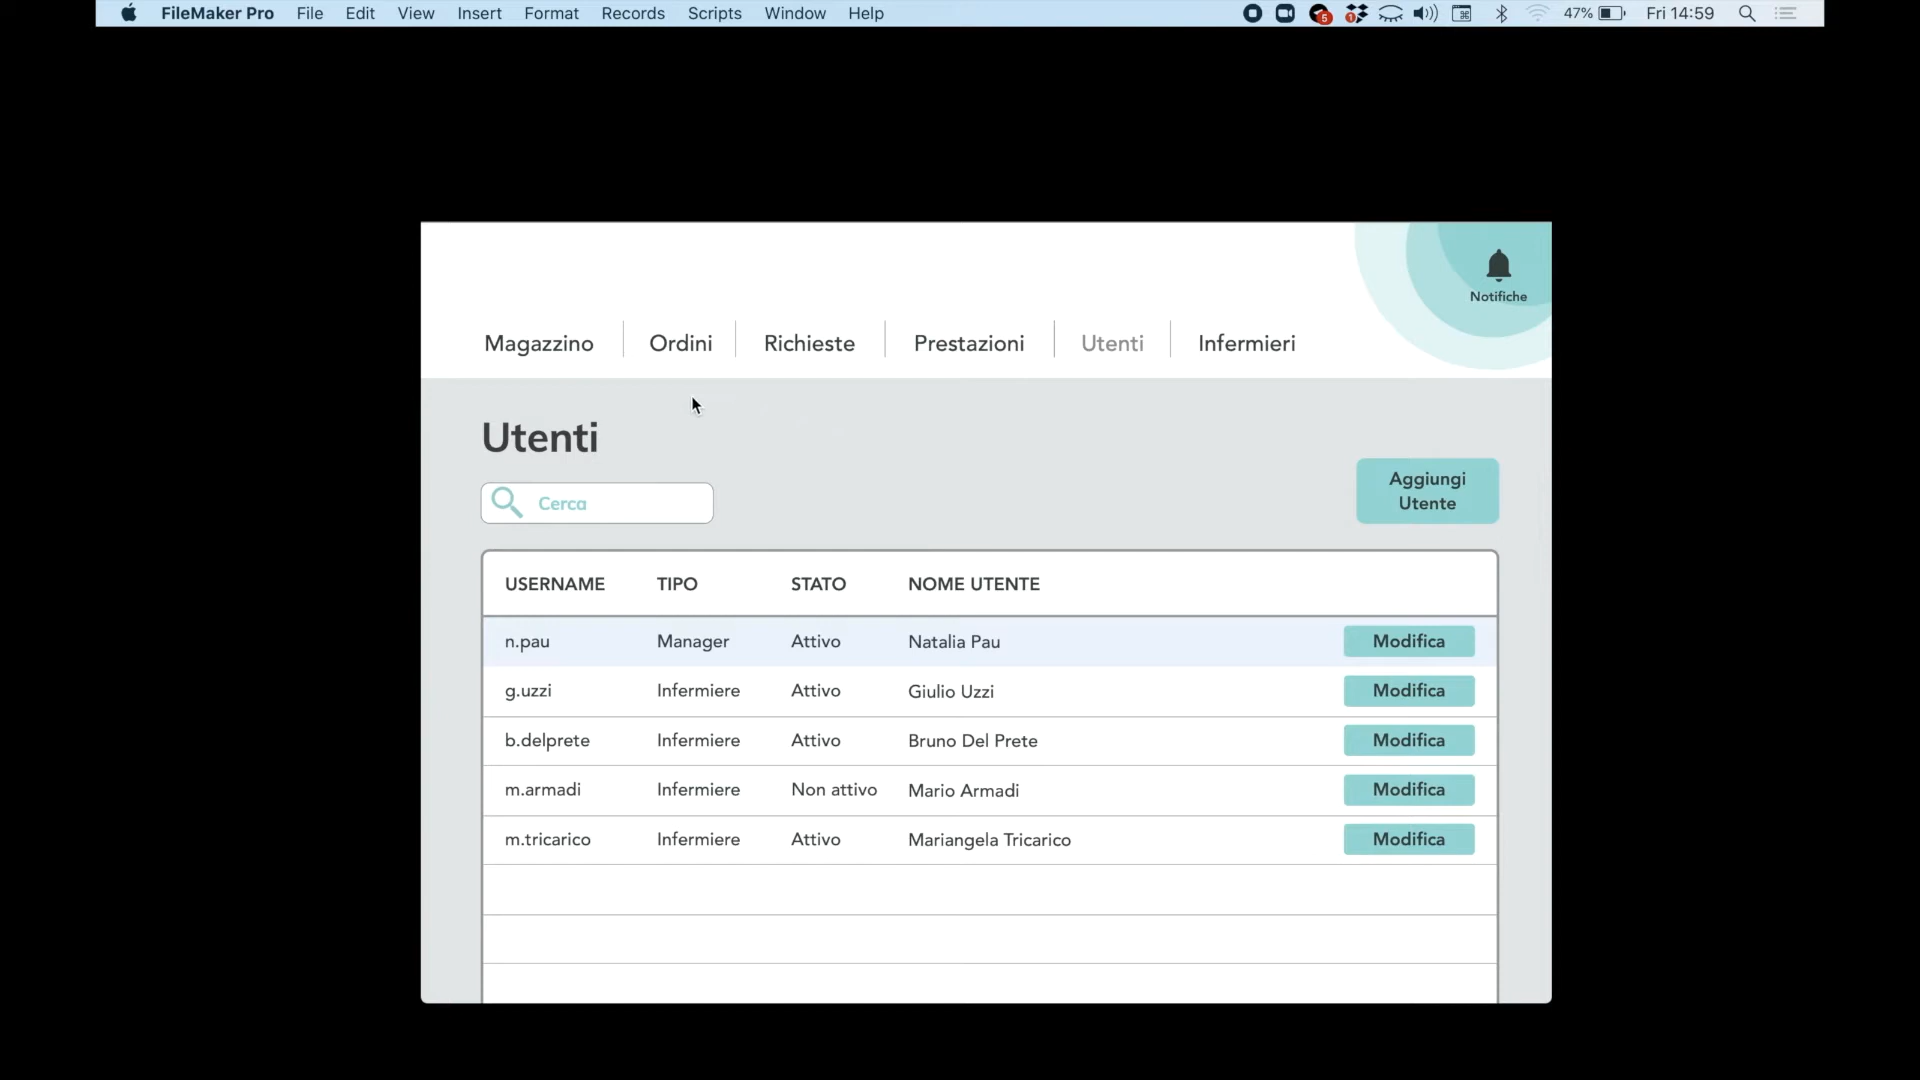 FileMaker Pro File Edit View Insert Format Records Scripts Window Help 5 1 47% Fri 14:59
Notifiche
Magazzino Ordini Richieste Prestazioni Utenti Infermieri
Utenti
Cerca
Aggiungi
Utente
USERNAME TIPO STATO NOME UTENTE
n.pau Manager Attivo Natalia Pau Modifica
g.uzzi Infermiere Attivo Giulio Uzzi Modifica
b.delprete Infermiere Attivo Bruno Del Prete Modifica
m.armadi Infermiere Non attivo Mario Armadi Modifica
m.tricarico Infermiere Attivo Mariangela Tricarico Modifica